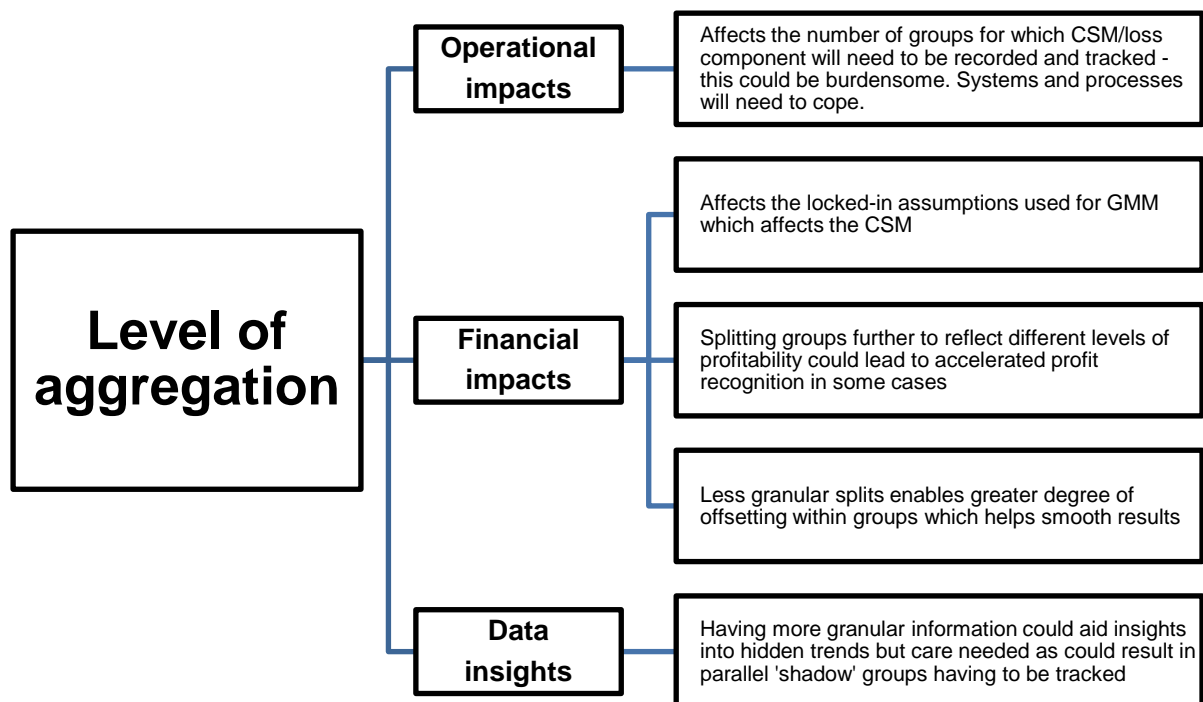 Level of
aggregation
Operational
impacts
Affects the number of groups for which CSM/loss
component will need to be recorded and tracked -
this could be burdensome. Systems and processes
will need to cope.
Financial
impacts
Affects the locked-in assumptions used for GMM
which affects the CSM
Splitting groups further to reflect different levels of
profitability could lead to accelerated profit
recognition in some cases
Less granular splits enables greater degree of
offsetting within groups which helps smooth results
Data
insights
Having more granular information could aid insights
into hidden trends but care needed as could result in
parallel 'shadow' groups having to be tracked